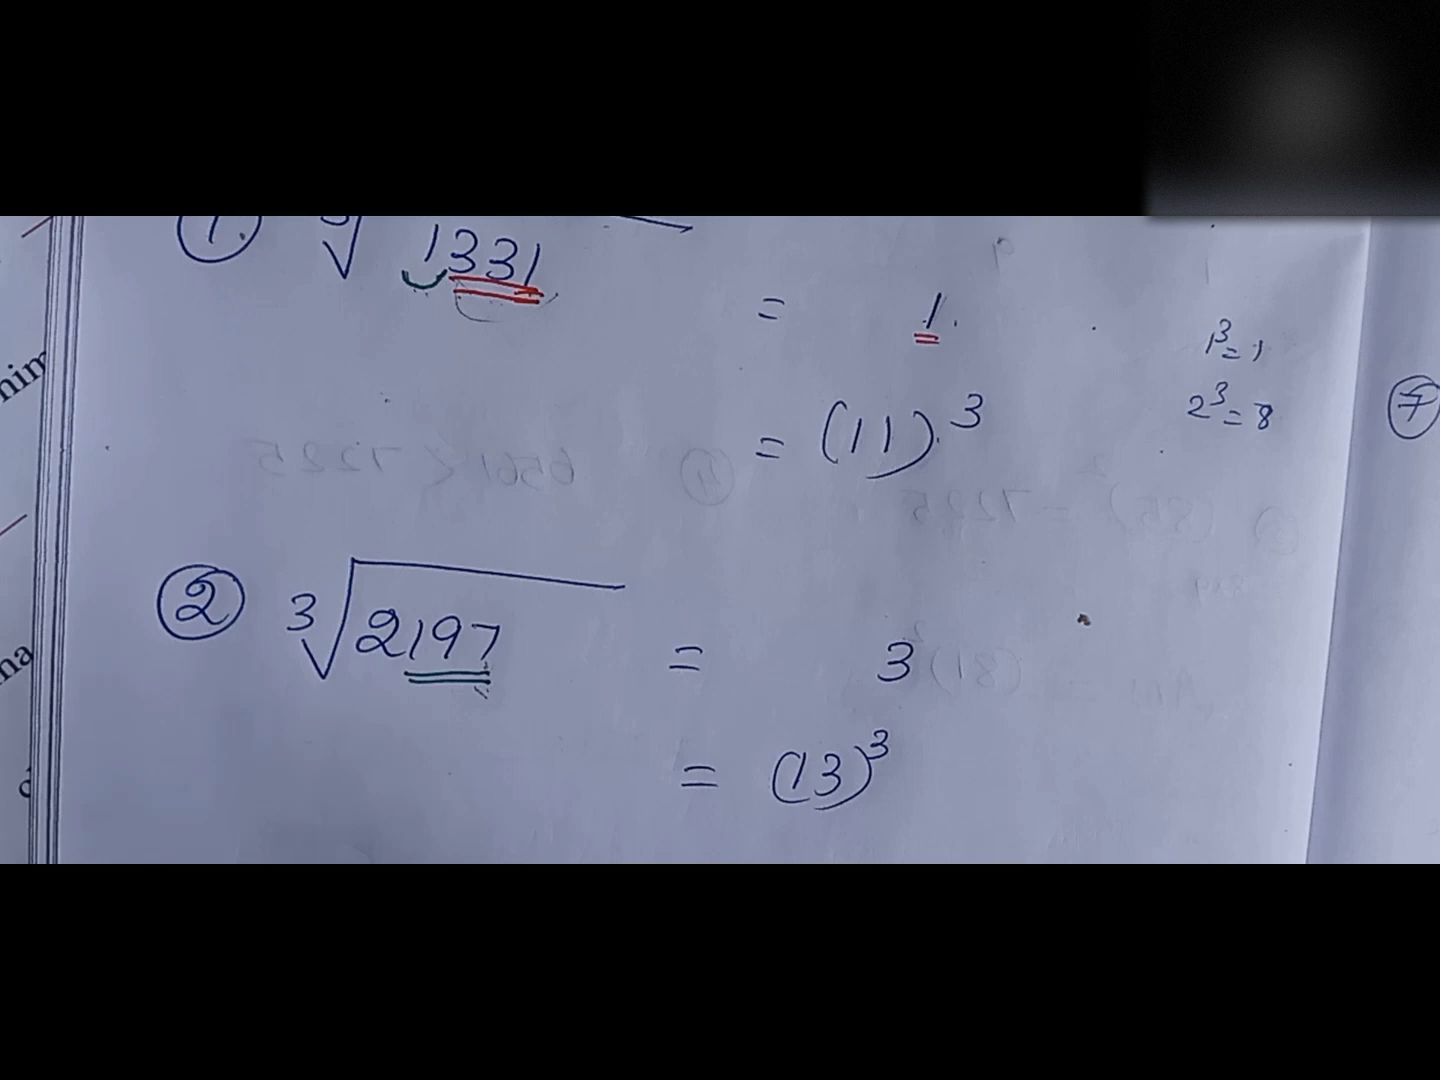 ① ∛1331
= 1.
1³ = 1
= (11)³
2³ = 8
⑦
② ∛2197 = 3
= (13)³